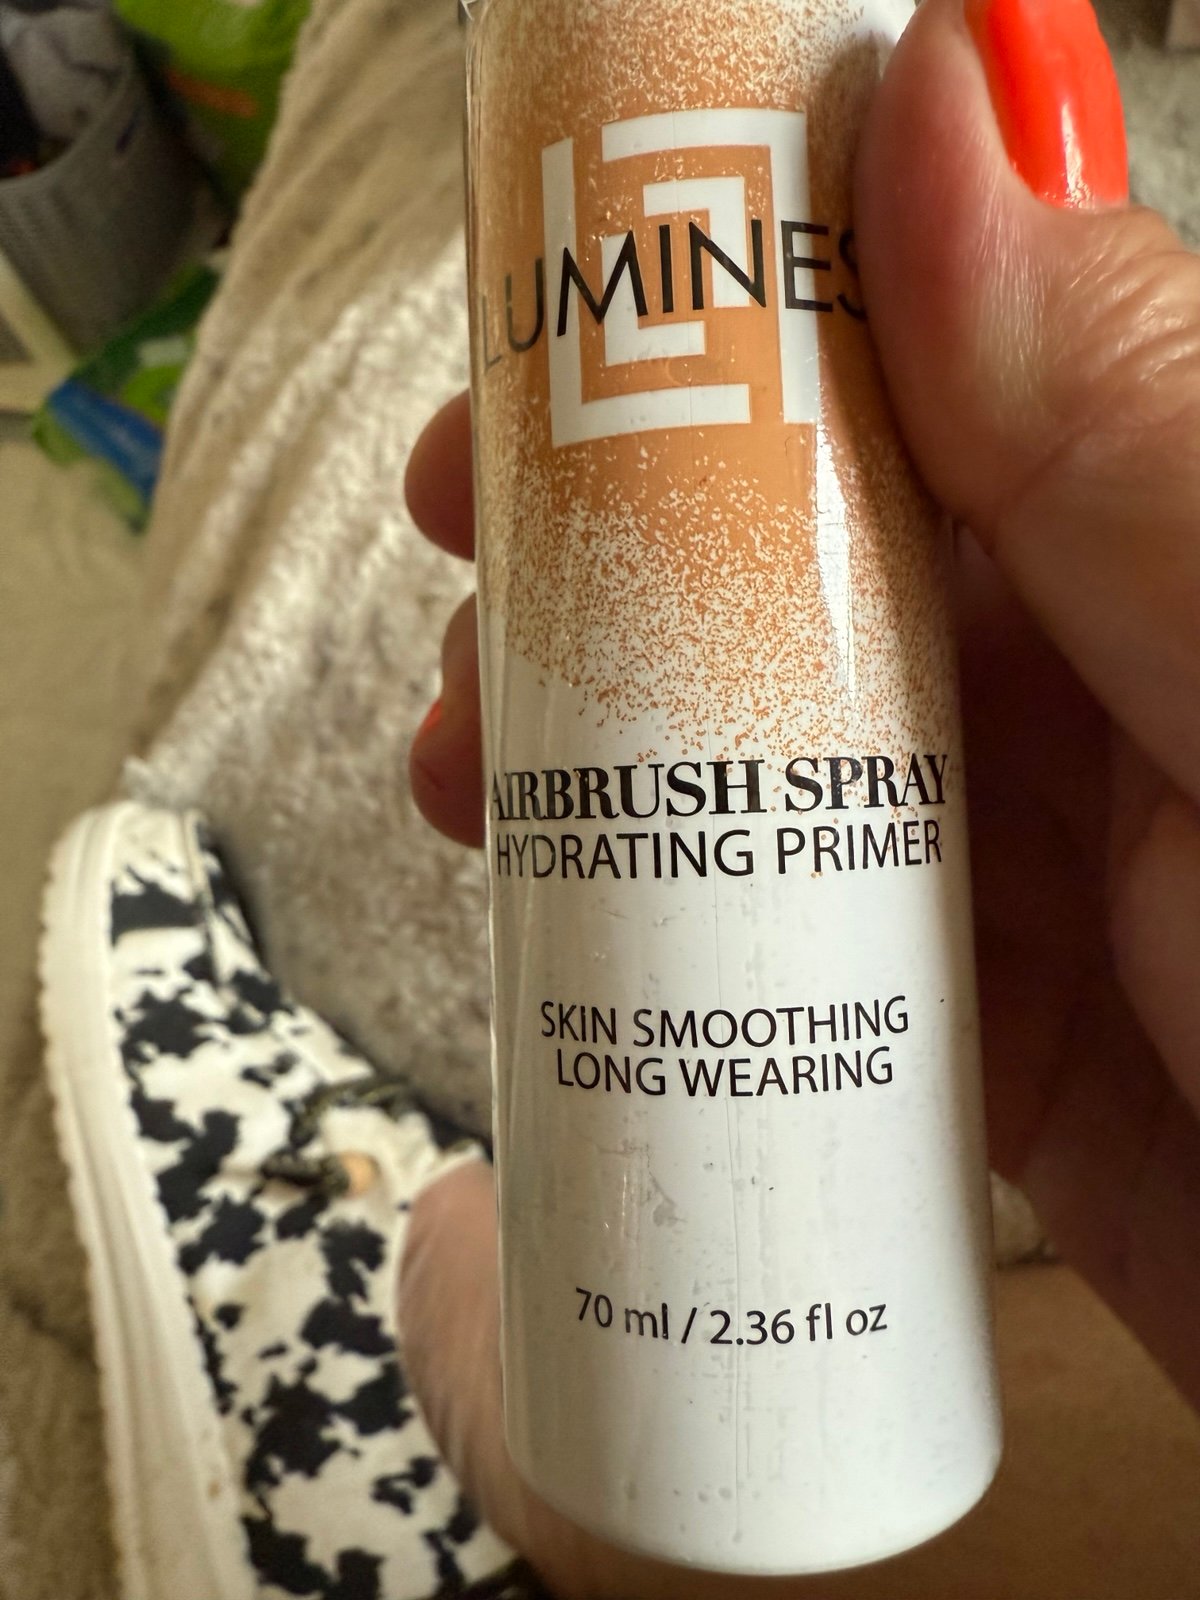 LUMINES
AIRBRUSH SPRAY
HYDRATING PRIMER
SKIN SMOOTHING
LONG WEARING
70 ml / 2.36 fl oz